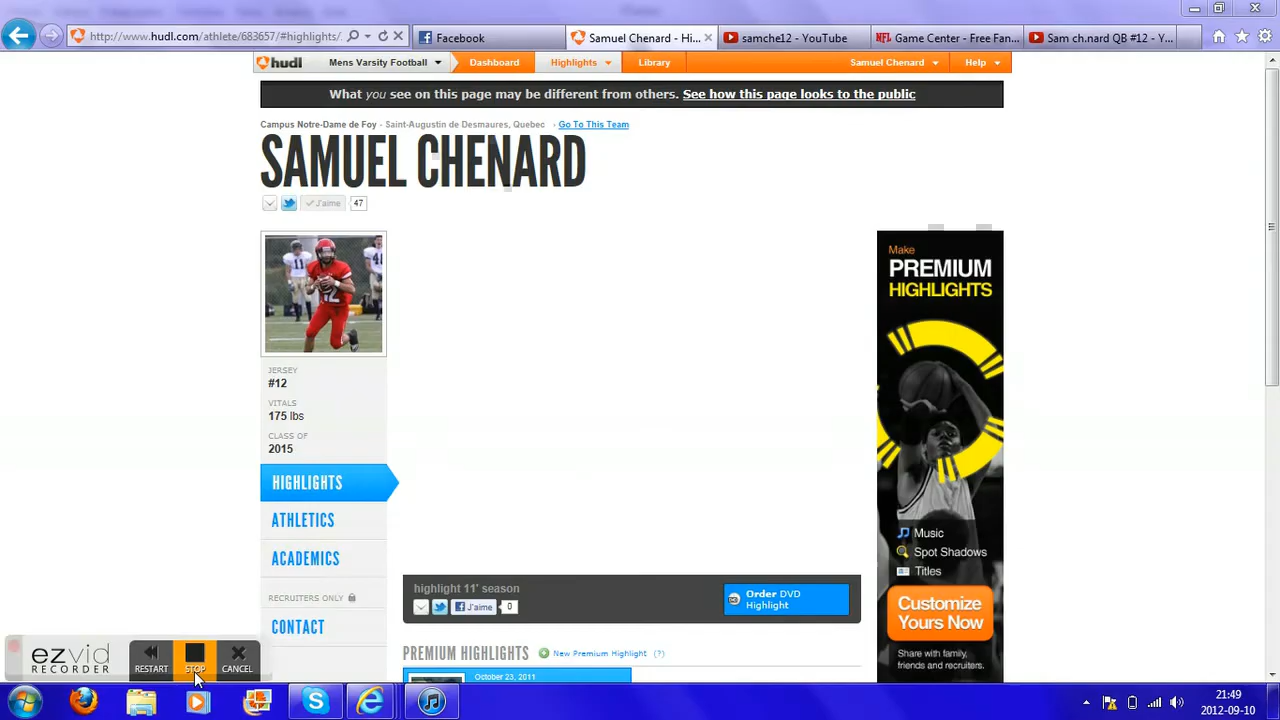 http://www.hudl.com/athlete/683657/#highlights/
Facebook
Samuel Chenard - Hi...
samche12 - YouTube
Game Center - Free Fan...
Sam ch.nard QB #12 - Y...
hudl
Mens Varsity Football
Dashboard
Highlights
Library
Samuel Chenard
Help
What you see on this page may be different from others. See how this page looks to the public
Campus Notre-Dame de Foy - Saint-Augustin de Desmaures, Quebec - Go To This Team
SAMUEL CHENARD
J'aime 47
11
4
12
JERSEY
#12
VITALS
175 lbs
CLASS OF
2015
HIGHLIGHTS
ATHLETICS
ACADEMICS
RECRUITERS ONLY
CONTACT
Make
PREMIUM
HIGHLIGHTS
Music
Spot Shadows
Titles
Customize
Yours Now
Share with family,
friends and recruiters.
highlight 11' season
J'aime 0
Order DVD
Highlight
PREMIUM HIGHLIGHTS
New Premium Highlight (?)
October 23, 2011
ezvid
RECORDER
RESTART
STOP
CANCEL
21:49
2012-09-10